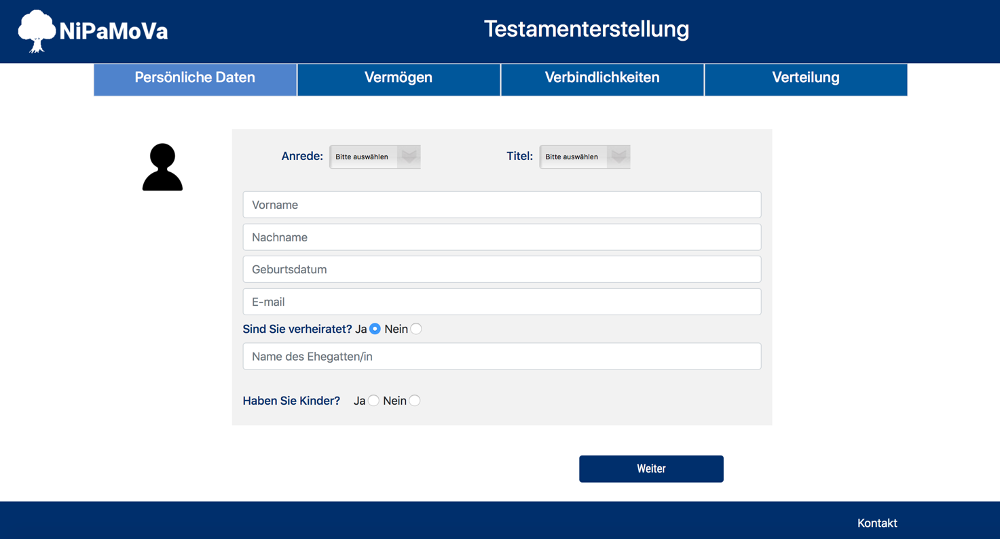 NiPaMoVa
Testamenterstellung
Persönliche Daten Vermögen Verbindlichkeiten Verteilung
Anrede: Bitte auswählen Titel: Bitte auswählen
Vorname
Nachname
Geburtsdatum
E-mail
Sind Sie verheiratet? Ja Nein
Name des Ehegatten/in
Haben Sie Kinder? Ja Nein
Weiter
Kontakt